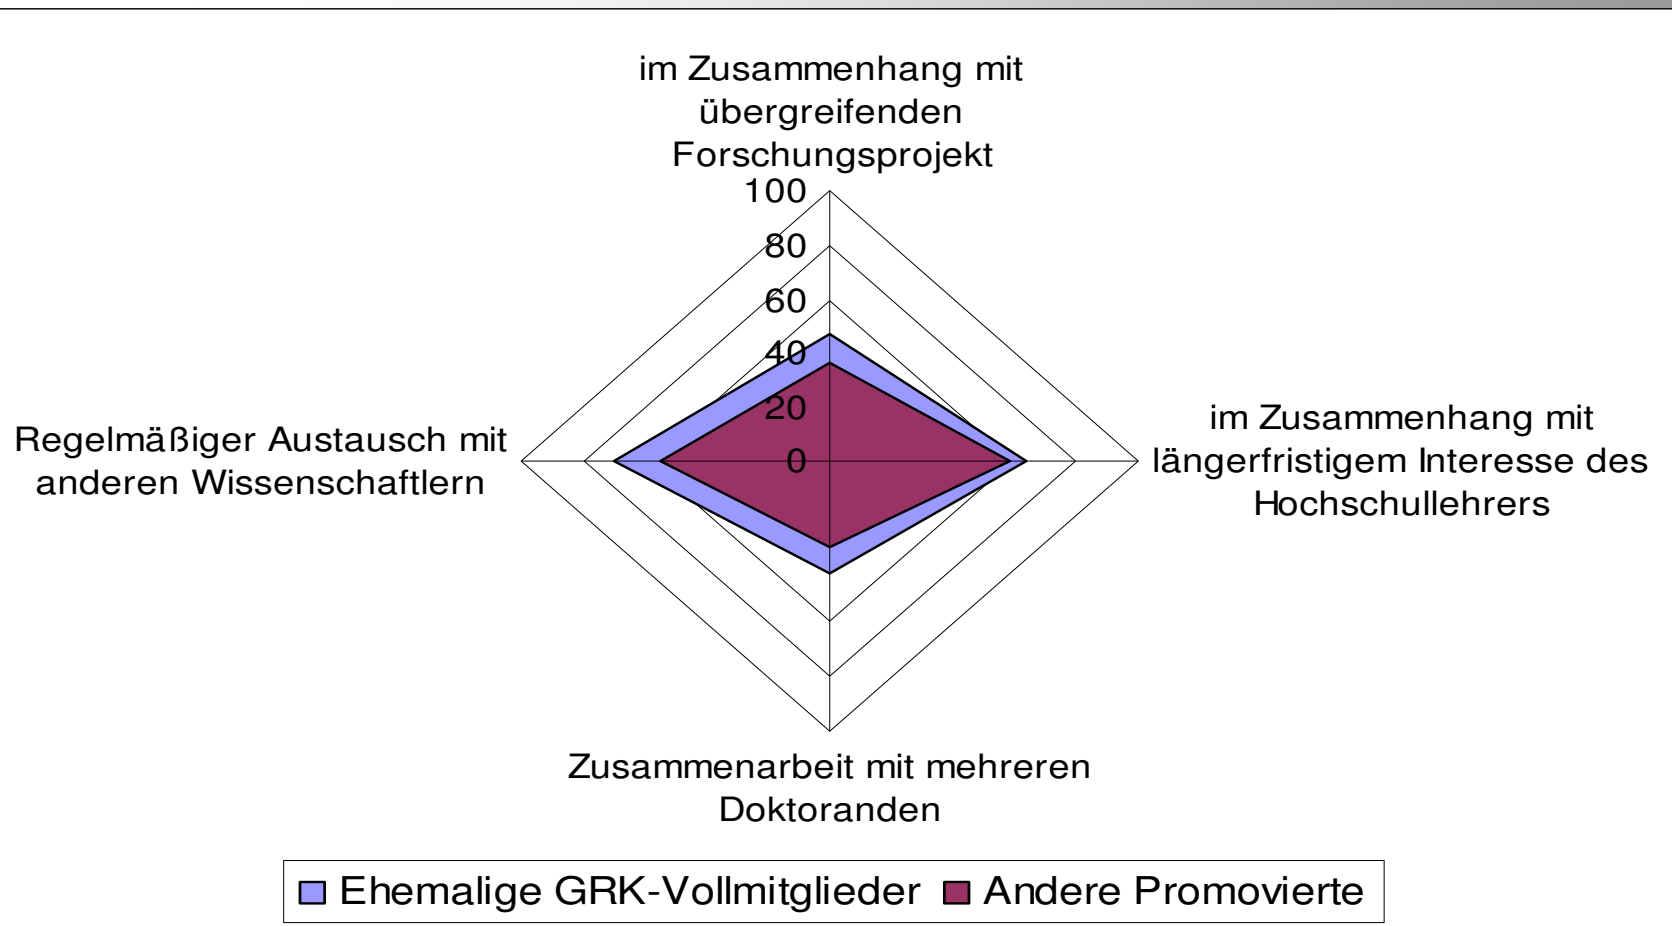 im Zusammenhang mit
übergreifenden
Forschungsprojekt
100
80
60
40
20
0
Regelmäßiger Austausch mit
anderen Wissenschaftlern
im Zusammenhang mit
längerfristigem Interesse des
Hochschullehrers
Zusammenarbeit mit mehreren
Doktoranden
Ehemalige GRK-Vollmitglieder Andere Promovierte